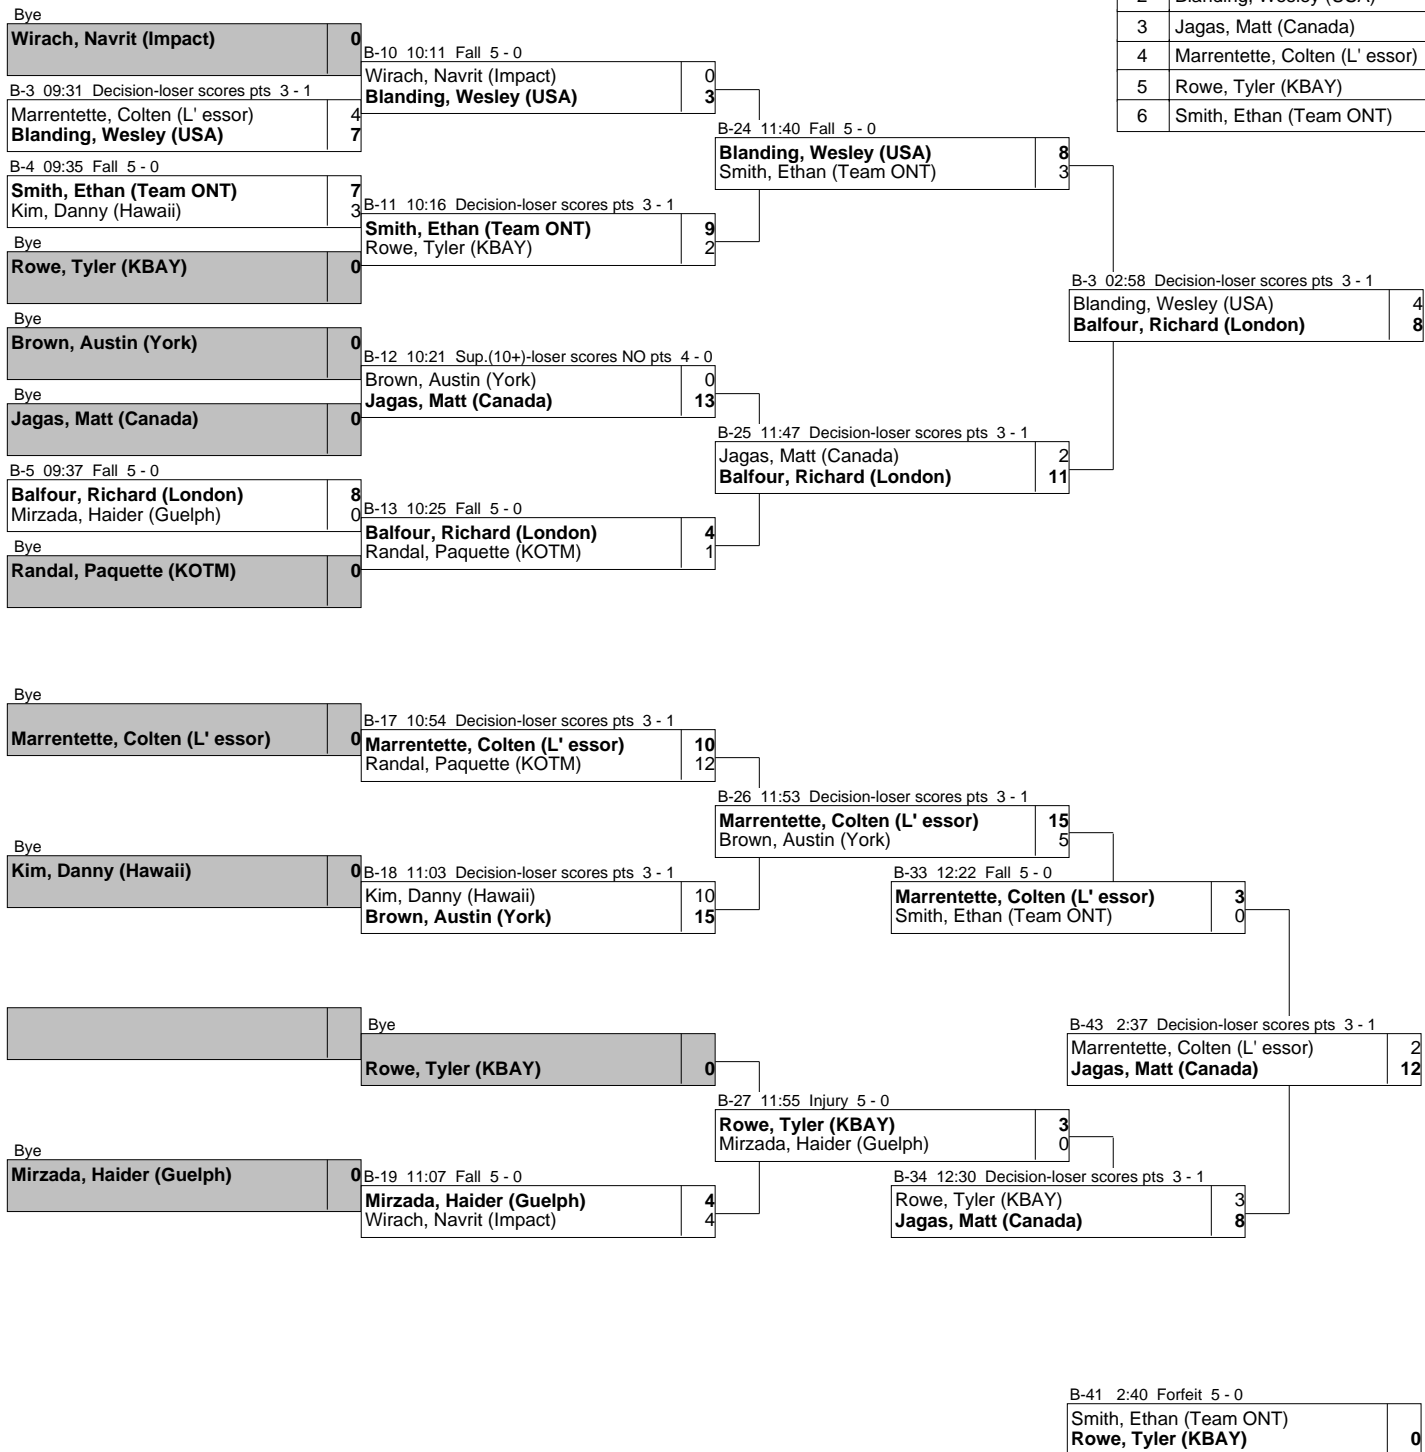 2 Blanding, Wesley (USA)
3 Jagas, Matt (Canada)
4 Marrentette, Colten (L' essor)
5 Rowe, Tyler (KBAY)
6 Smith, Ethan (Team ONT)
Bye
Wirach, Navrit (Impact) 0
B-3 09:31 Decision-loser scores pts 3 - 1
Marrentette, Colten (L' essor) 4
Blanding, Wesley (USA) 7
B-4 09:35 Fall 5 - 0
Smith, Ethan (Team ONT) 7
Kim, Danny (Hawaii) 3
Bye
Rowe, Tyler (KBAY) 0
Bye
Brown, Austin (York) 0
Bye
Jagas, Matt (Canada) 0
B-5 09:37 Fall 5 - 0
Balfour, Richard (London) 8
Mirzada, Haider (Guelph) 0
Bye
Randal, Paquette (KOTM) 0
B-10 10:11 Fall 5 - 0
Wirach, Navrit (Impact) 0
Blanding, Wesley (USA) 3
B-11 10:16 Decision-loser scores pts 3 - 1
Smith, Ethan (Team ONT) 9
Rowe, Tyler (KBAY) 2
B-12 10:21 Sup.(10+)-loser scores NO pts 4 - 0
Brown, Austin (York) 0
Jagas, Matt (Canada) 13
B-13 10:25 Fall 5 - 0
Balfour, Richard (London) 4
Randal, Paquette (KOTM) 1
B-24 11:40 Fall 5 - 0
Blanding, Wesley (USA) 8
Smith, Ethan (Team ONT) 3
B-25 11:47 Decision-loser scores pts 3 - 1
Jagas, Matt (Canada) 2
Balfour, Richard (London) 11
B-3 02:58 Decision-loser scores pts 3 - 1
Blanding, Wesley (USA) 4
Balfour, Richard (London) 8
Bye
Marrentette, Colten (L' essor) 0
Bye
Kim, Danny (Hawaii) 0
Bye
Mirzada, Haider (Guelph) 0
B-17 10:54 Decision-loser scores pts 3 - 1
Marrentette, Colten (L' essor) 10
Randal, Paquette (KOTM) 12
B-18 11:03 Decision-loser scores pts 3 - 1
Kim, Danny (Hawaii) 10
Brown, Austin (York) 15
Bye
Rowe, Tyler (KBAY) 0
B-19 11:07 Fall 5 - 0
Mirzada, Haider (Guelph) 4
Wirach, Navrit (Impact) 4
B-26 11:53 Decision-loser scores pts 3 - 1
Marrentette, Colten (L' essor) 15
Brown, Austin (York) 5
B-27 11:55 Injury 5 - 0
Rowe, Tyler (KBAY) 3
Mirzada, Haider (Guelph) 0
B-33 12:22 Fall 5 - 0
Marrentette, Colten (L' essor) 3
Smith, Ethan (Team ONT) 0
B-34 12:30 Decision-loser scores pts 3 - 1
Rowe, Tyler (KBAY) 3
Jagas, Matt (Canada) 8
B-43 2:37 Decision-loser scores pts 3 - 1
Marrentette, Colten (L' essor) 2
Jagas, Matt (Canada) 12
B-41 2:40 Forfeit 5 - 0
Smith, Ethan (Team ONT)
Rowe, Tyler (KBAY) 0